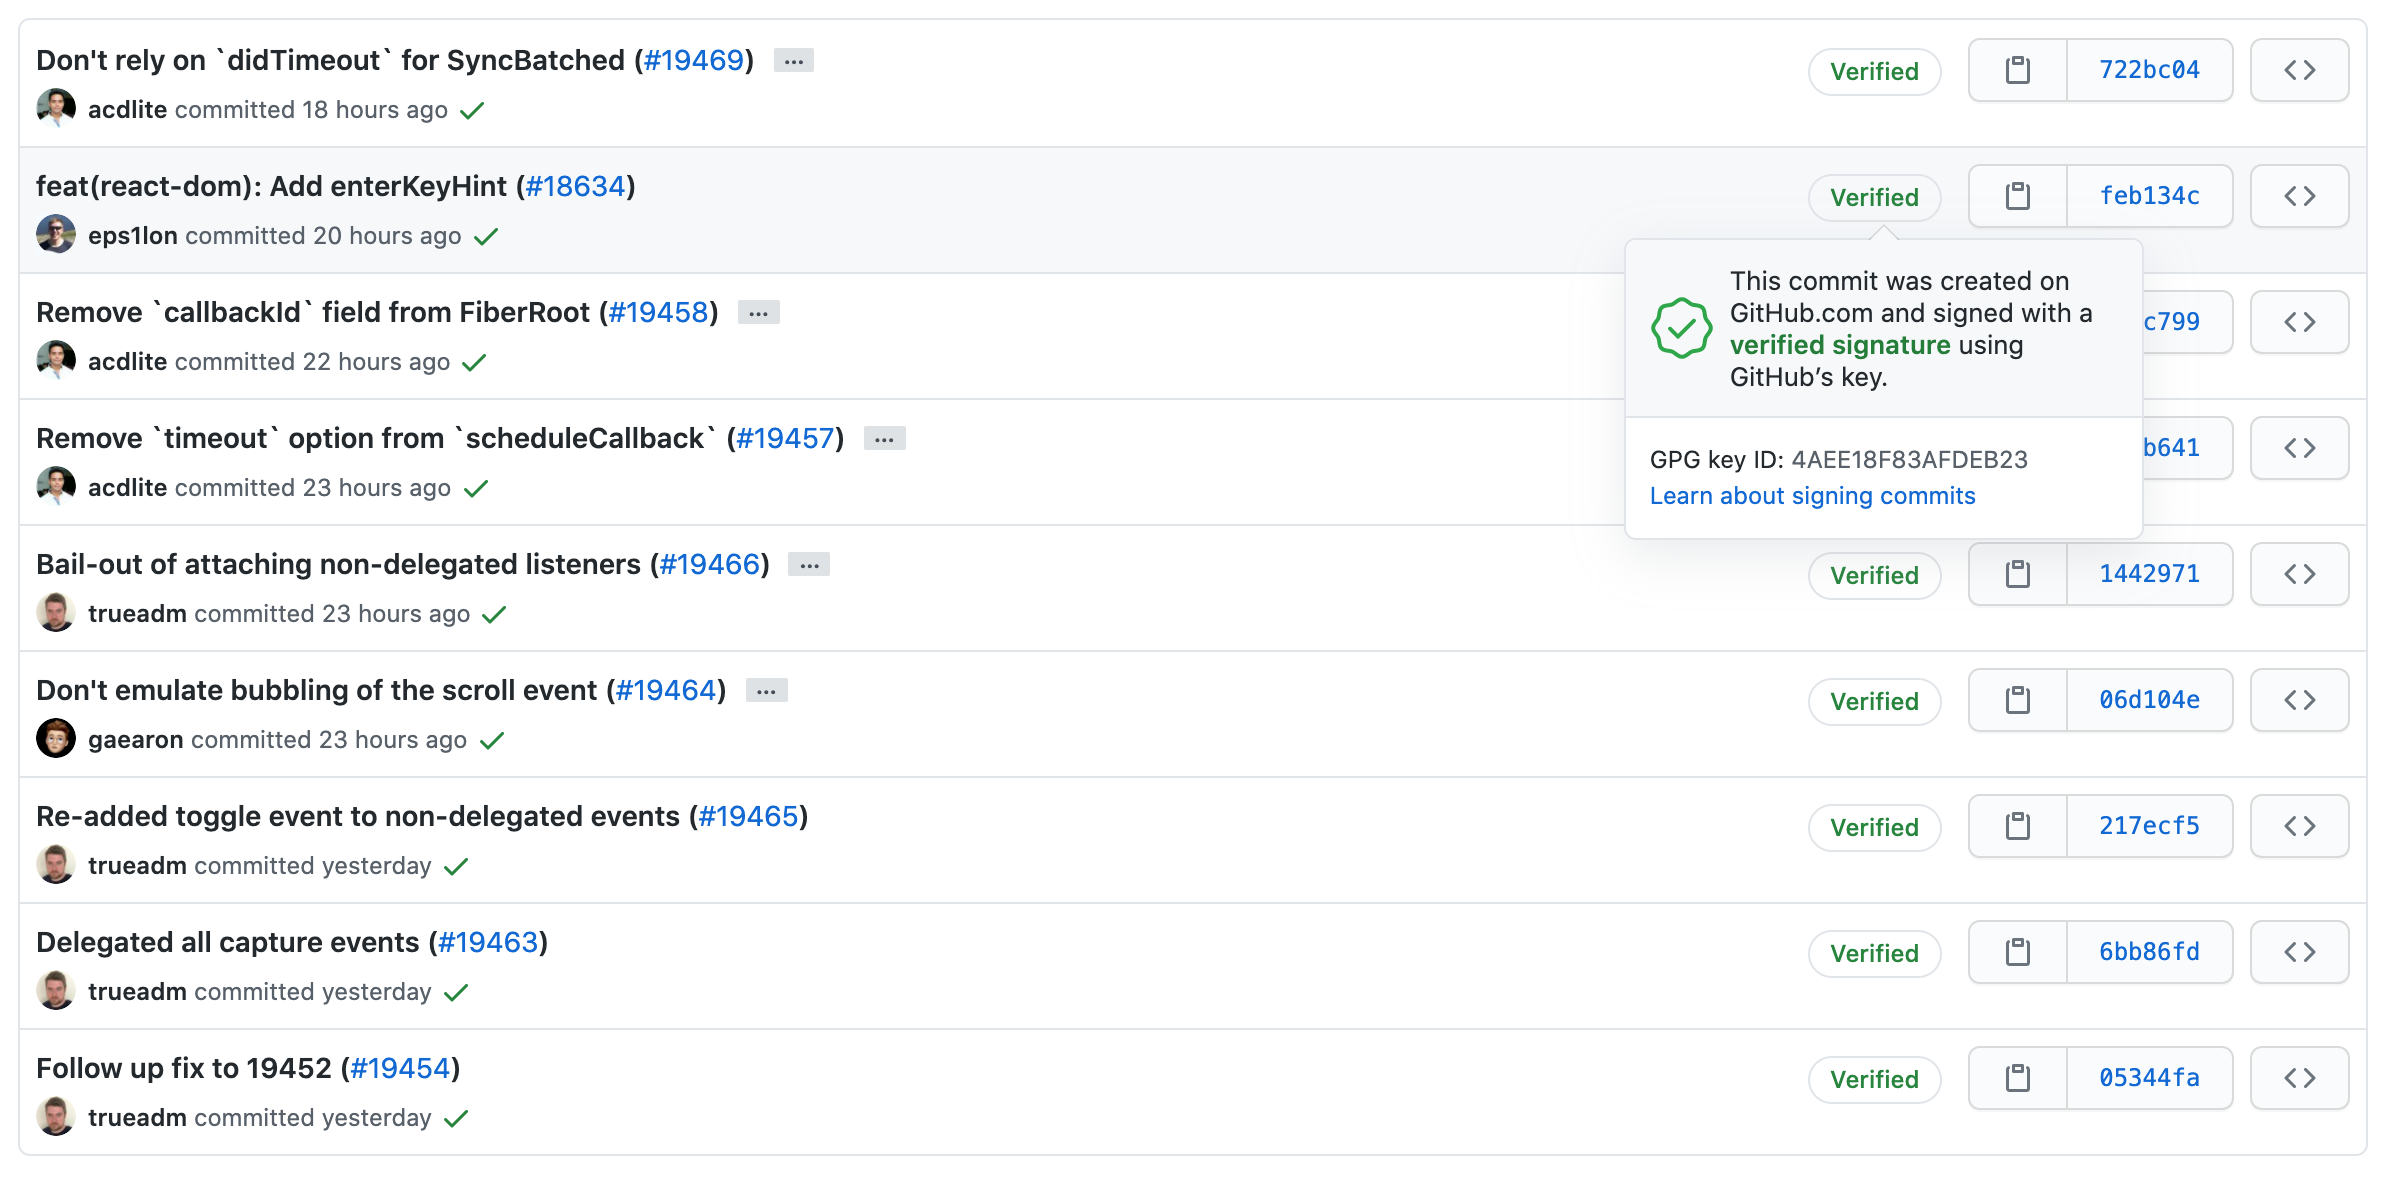 Don't rely on `didTimeout` for SyncBatched (#19469) ...
Verified
722bc04
acdlite committed 18 hours ago
feat(react-dom): Add enterKeyHint (#18634)
Verified
feb134c
eps1lon committed 20 hours ago
This commit was created on
GitHub.com and signed with a
verified signature using
GitHub’s key.
GPG key ID: 4AEE18F83AFDEB23
Learn about signing commits
Remove `callbackId` field from FiberRoot (#19458) ...
c799
acdlite committed 22 hours ago
Remove `timeout` option from `scheduleCallback` (#19457) ...
b641
acdlite committed 23 hours ago
Bail-out of attaching non-delegated listeners (#19466) ...
Verified
1442971
trueadm committed 23 hours ago
Don't emulate bubbling of the scroll event (#19464) ...
Verified
06d104e
gaearon committed 23 hours ago
Re-added toggle event to non-delegated events (#19465)
Verified
217ecf5
trueadm committed yesterday
Delegated all capture events (#19463)
Verified
6bb86fd
trueadm committed yesterday
Follow up fix to 19452 (#19454)
Verified
05344fa
trueadm committed yesterday